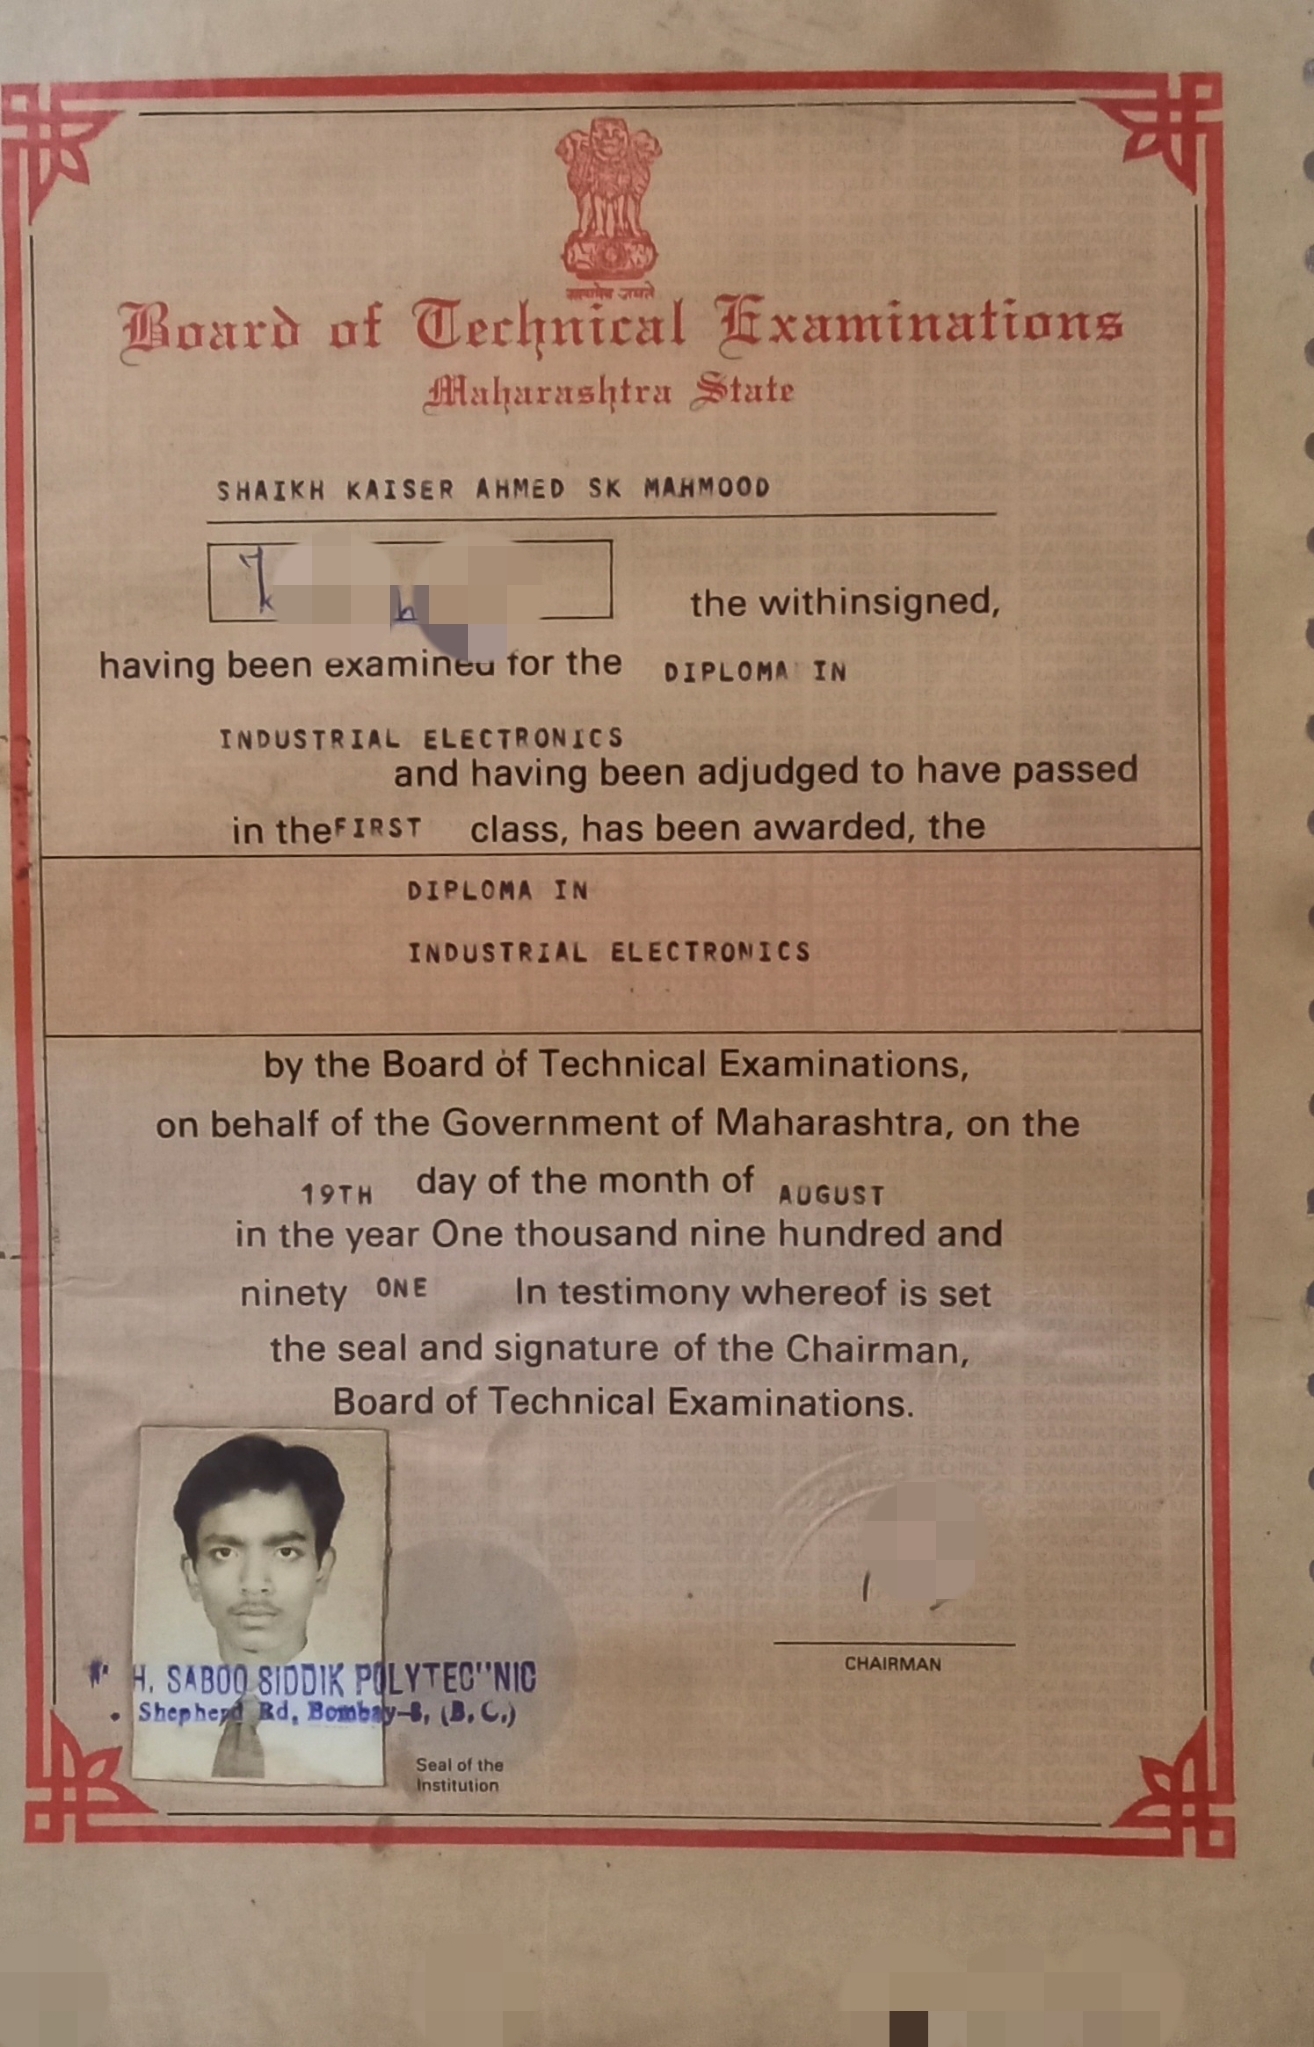 सत्यमेव जयते
Board of Technical Examinations
Maharashtra State
SHAIKH KAISER AHMED SK MAHMOOD
the withinsigned,
having been examined for the DIPLOMA IN
INDUSTRIAL ELECTRONICS
and having been adjudged to have passed
in the FIRST class, has been awarded, the
DIPLOMA IN
INDUSTRIAL ELECTRONICS
by the Board of Technical Examinations,
on behalf of the Government of Maharashtra, on the
19TH day of the month of AUGUST
in the year One thousand nine hundred and
ninety ONE In testimony whereof is set
the seal and signature of the Chairman,
Board of Technical Examinations.
CHAIRMAN
H. SABOO SIDDIK POLYTEC"NIC
Shepherd Rd, Bombay-8, (B. C.)
Seal of the
Institution